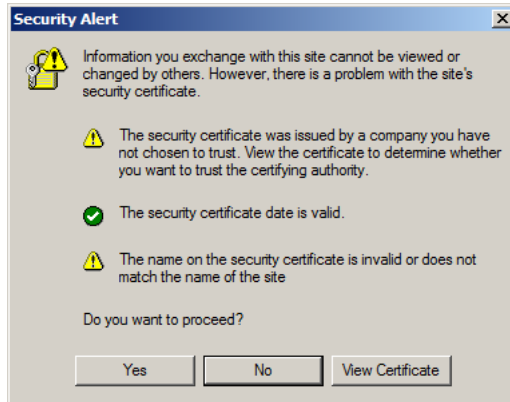 Security Alert
Information you exchange with this site cannot be viewed or
changed by others. However, there is a problem with the site's
security certificate.
The security certificate was issued by a company you have
not chosen to trust. View the certificate to determine whether
you want to trust the certifying authority.
The security certificate date is valid.
The name on the security certificate is invalid or does not
match the name of the site
Do you want to proceed?
Yes
No
View Certificate